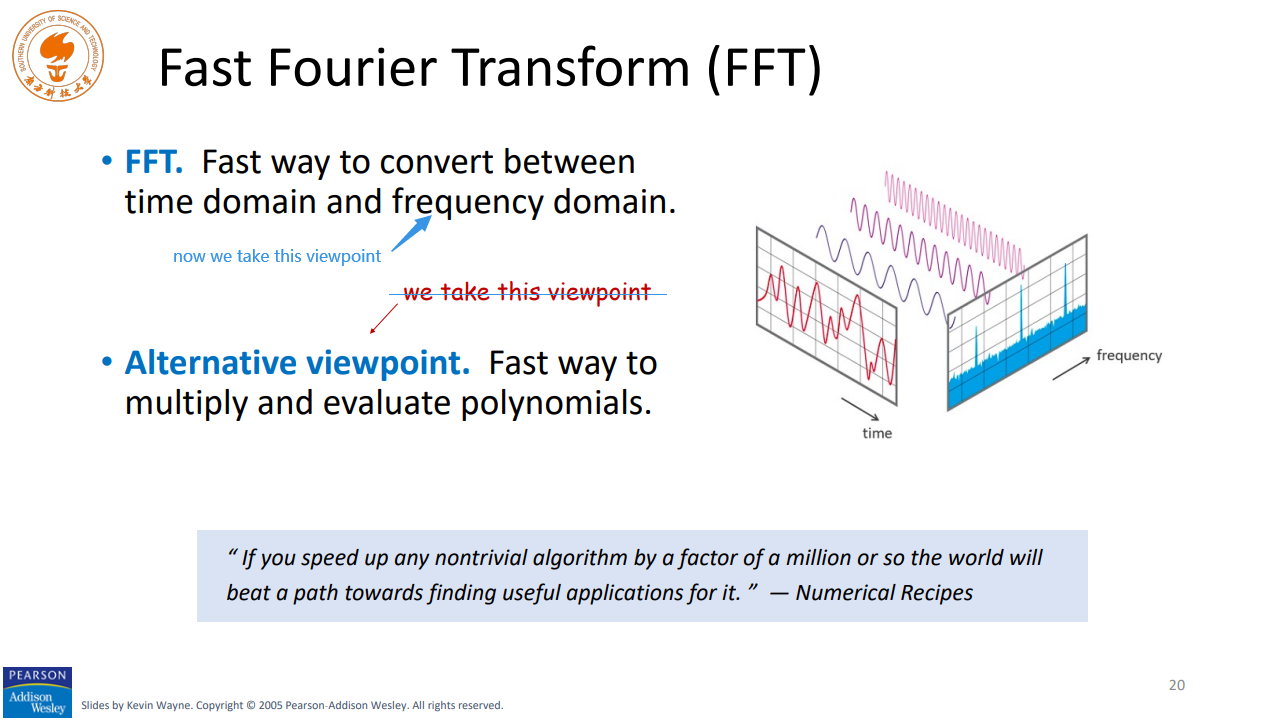 SOUTHERN UNIVERSITY OF SCIENCE AND TECHNOLOGY
南方科技大学
Fast Fourier Transform (FFT)
• FFT. Fast way to convert between
time domain and frequency domain.
now we take this viewpoint
we take this viewpoint
• Alternative viewpoint. Fast way to
multiply and evaluate polynomials.
frequency
time
“ If you speed up any nontrivial algorithm by a factor of a million or so the world will
beat a path towards finding useful applications for it. ” — Numerical Recipes
PEARSON
Addison
Wesley
Slides by Kevin Wayne. Copyright © 2005 Pearson-Addison Wesley. All rights reserved.
20